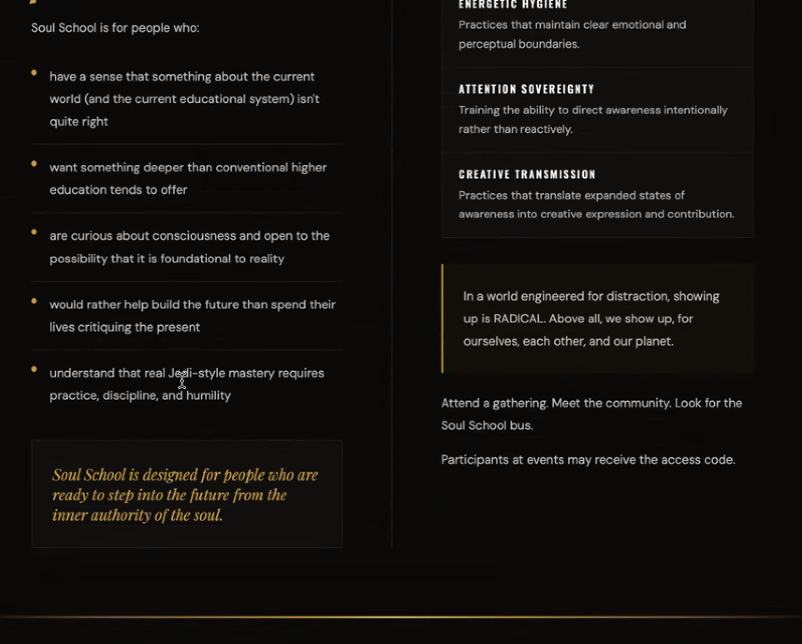 Soul School is for people who:
have a sense that something about the current
world (and the current educational system) isn't
quite right
want something deeper than conventional higher
education tends to offer
are curious about consciousness and open to the
possibility that it is foundational to reality
would rather help build the future than spend their
lives critiquing the present
understand that real Jedi-style mastery requires
practice, discipline, and humility
Soul School is designed for people who are
ready to step into the future from the
inner authority of the soul.
ENERGETIC HYGIENE
Practices that maintain clear emotional and
perceptual boundaries.
ATTENTION SOVEREIGNTY
Training the ability to direct awareness intentionally
rather than reactively.
CREATIVE TRANSMISSION
Practices that translate expanded states of
awareness into creative expression and contribution.
In a world engineered for distraction, showing
up is RADICAL. Above all, we show up, for
ourselves, each other, and our planet.
Attend a gathering. Meet the community. Look for the
Soul School bus.
Participants at events may receive the access code.